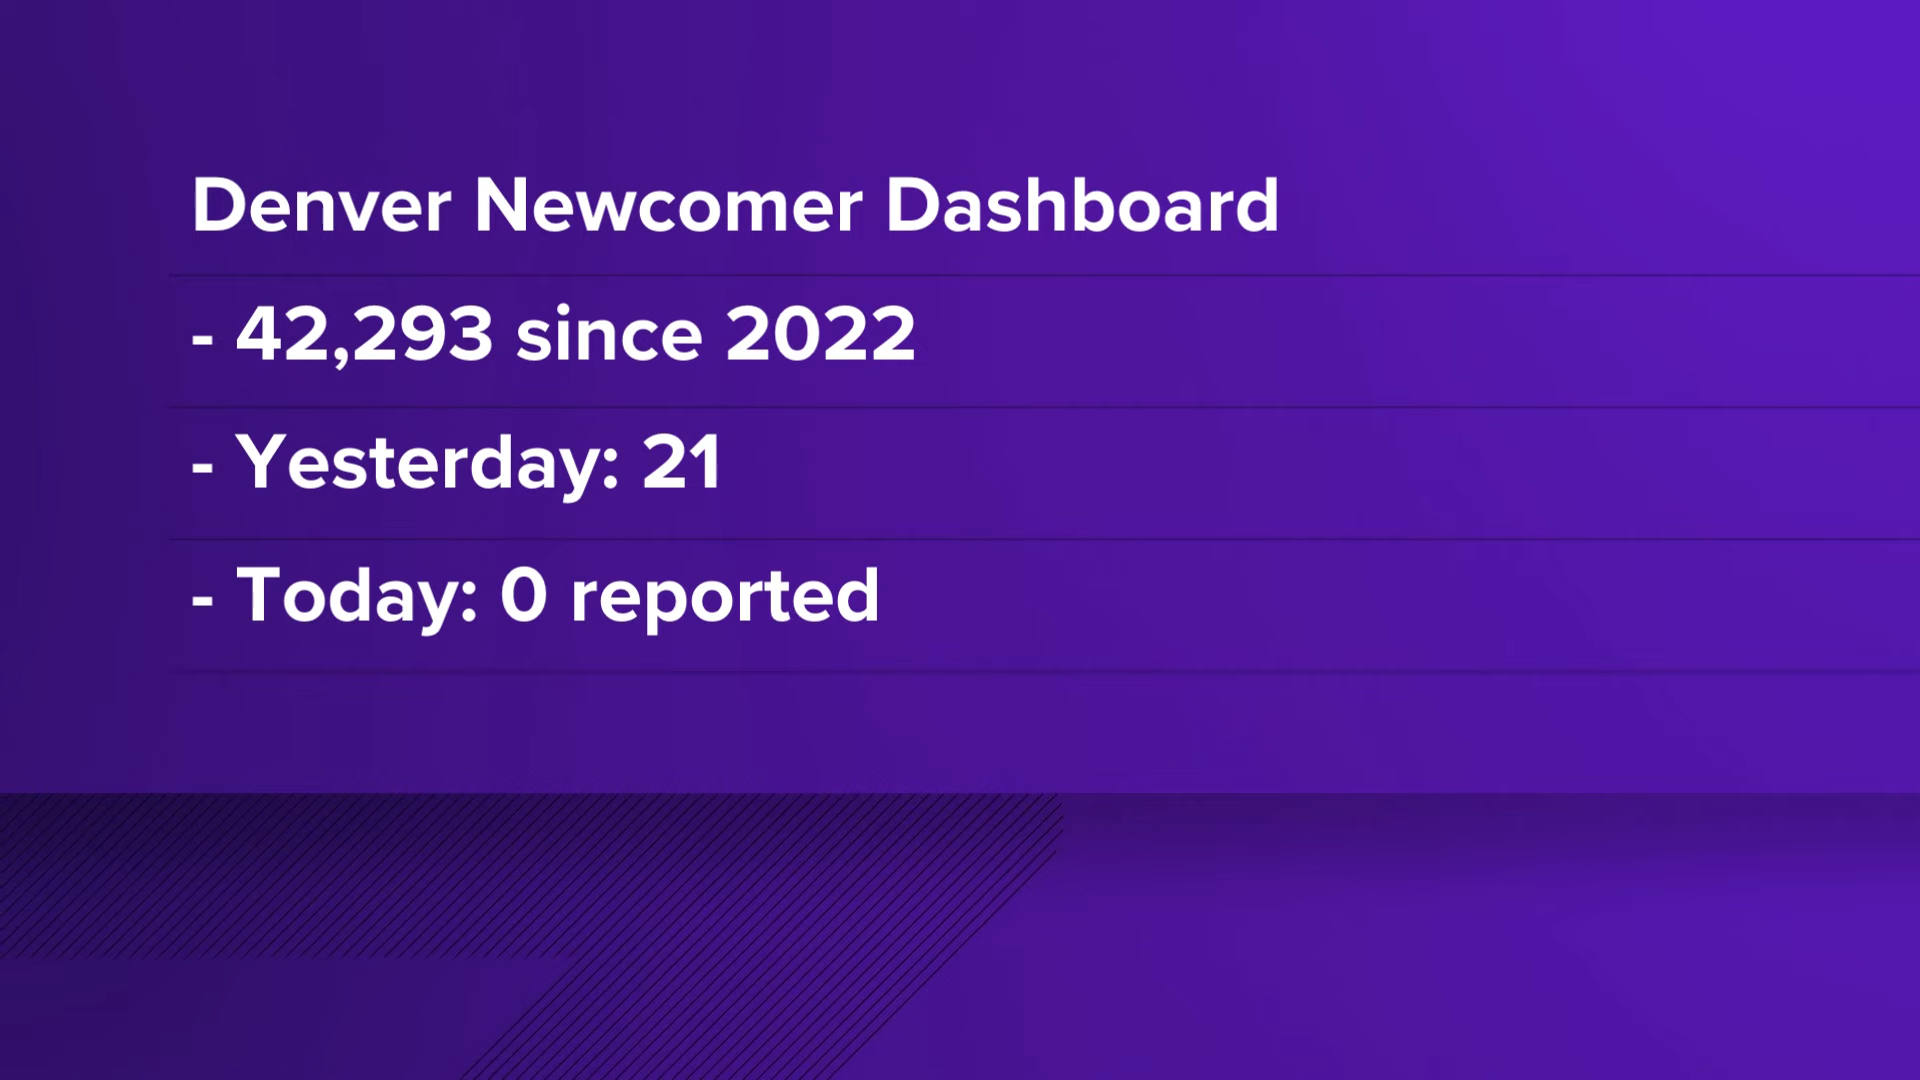 Denver Newcomer Dashboard
- 42,293 since 2022
- Yesterday: 21
- Today: 0 reported